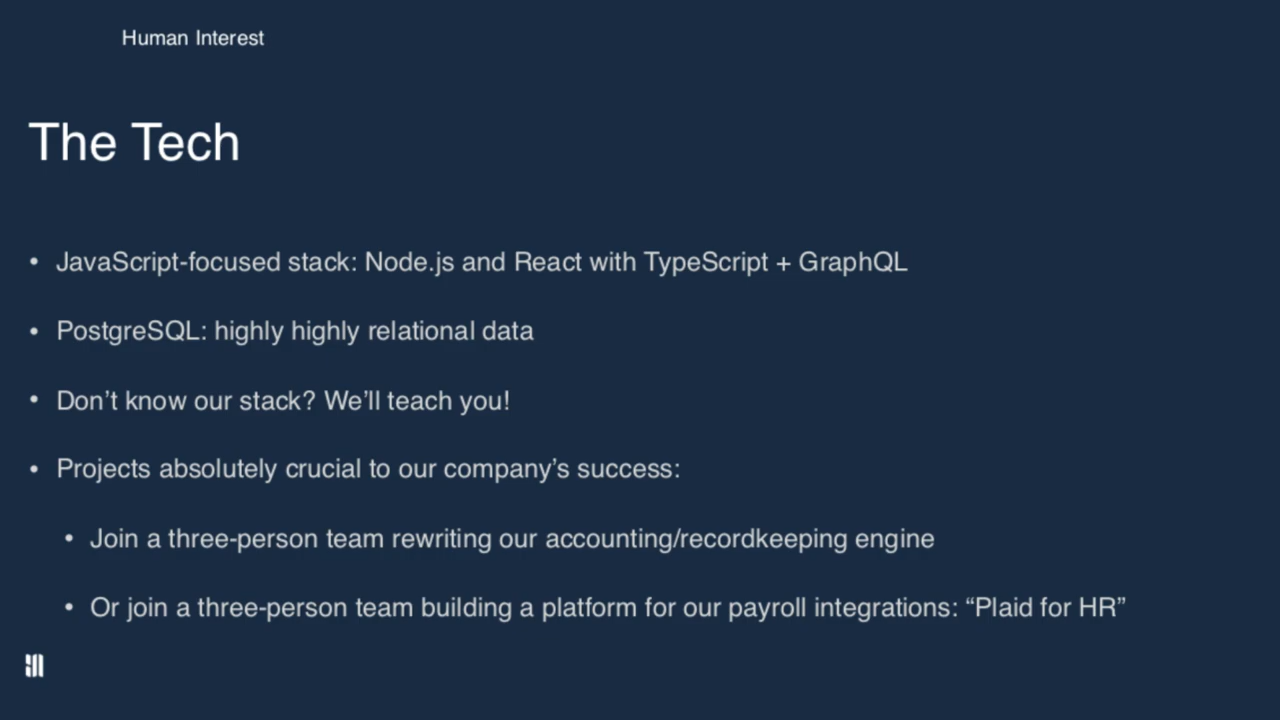 Human Interest
The Tech
• JavaScript-focused stack: Node.js and React with TypeScript + GraphQL
• PostgreSQL: highly highly relational data
• Don’t know our stack? We’ll teach you!
• Projects absolutely crucial to our company’s success:
• Join a three-person team rewriting our accounting/recordkeeping engine
• Or join a three-person team building a platform for our payroll integrations: “Plaid for HR”